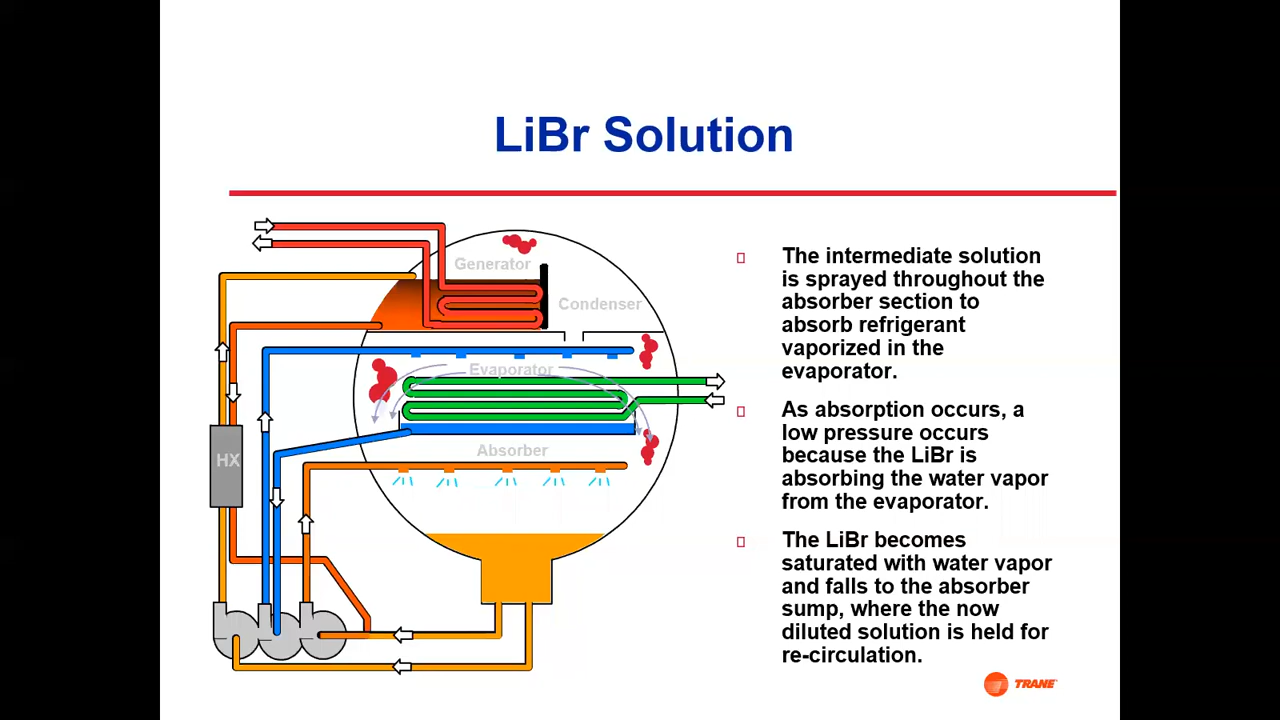 LiBr Solution
Generator
Condenser
Evaporator
HX
Absorber
The intermediate solution
is sprayed throughout the
absorber section to
absorb refrigerant
vaporized in the
evaporator.
As absorption occurs, a
low pressure occurs
because the LiBr is
absorbing the water vapor
from the evaporator.
The LiBr becomes
saturated with water vapor
and falls to the absorber
sump, where the now
diluted solution is held for
re-circulation.
TRANE